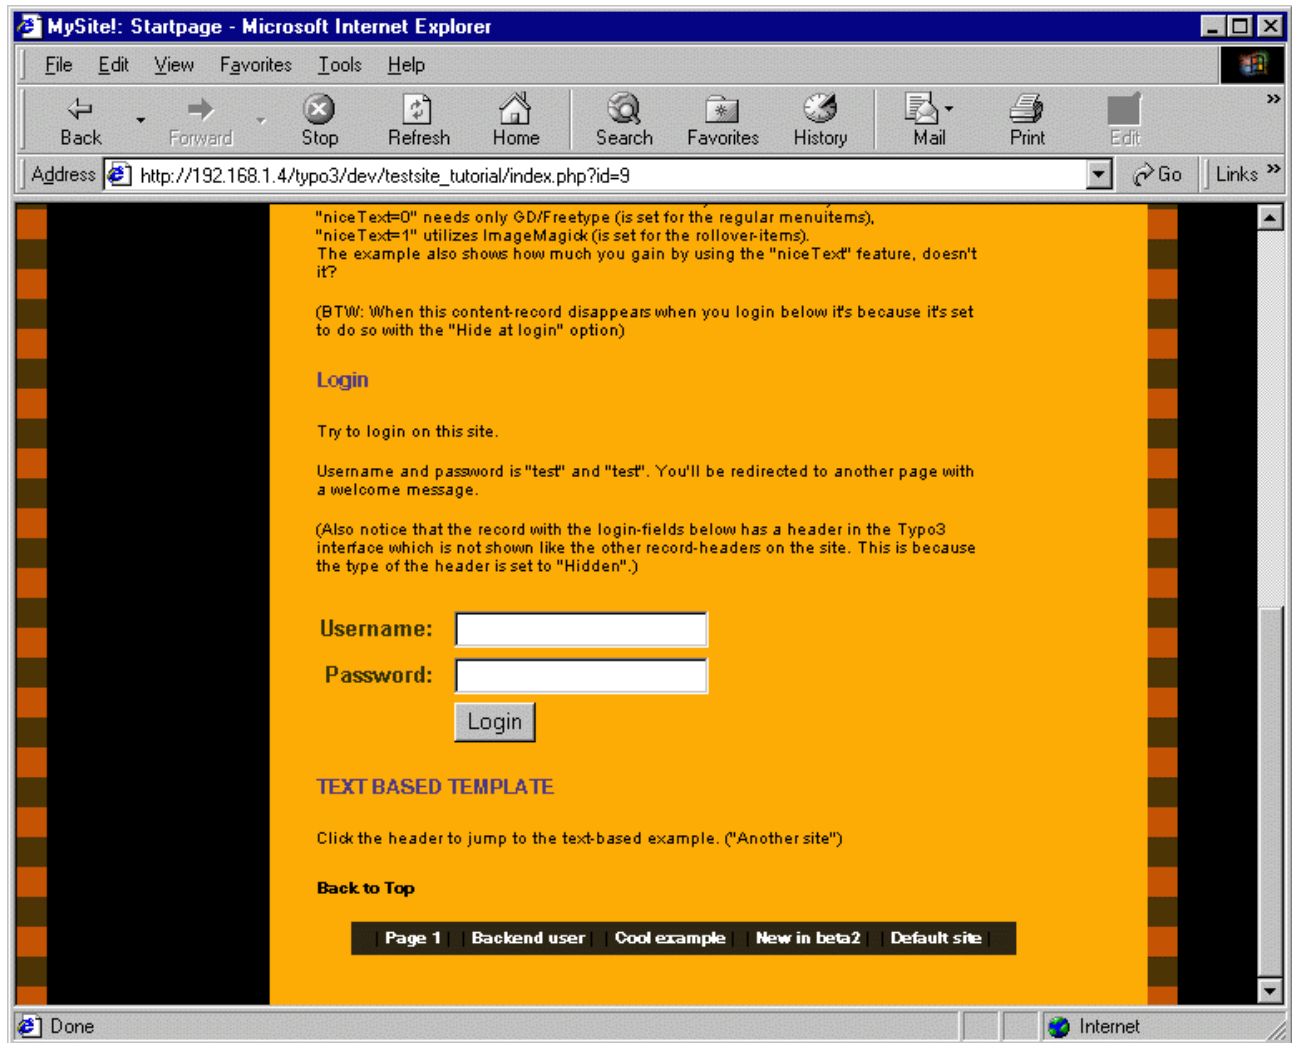 MySite!: Startpage - Microsoft Internet Explorer
File Edit View Favorites Tools Help
Back Forward Stop Refresh Home Search Favorites History Mail Print Edit »
Address http://192.168.1.4/typo3/dev/testsite_tutorial/index.php?id=9 Go Links »
"niceText=0" needs only GD/Freetype (is set for the regular menuitems),
"niceText=1" utilizes ImageMagick (is set for the rollover-items).
The example also shows how much you gain by using the "niceText" feature, doesn't
it?
(BTW: When this content-record disappears when you login below it's because it's set
to do so with the "Hide at login" option)
Login
Try to login on this site.
Username and password is "test" and "test". You'll be redirected to another page with
a welcome message.
(Also notice that the record with the login-fields below has a header in the Typo3
interface which is not shown like the other record-headers on the site. This is because
the type of the header is set to "Hidden".)
Username:
Password:
Login
TEXT BASED TEMPLATE
Click the header to jump to the text-based example. ("Another site")
Back to Top
| Page 1 | | Backend user | | Cool example | | New in beta2 | | Default site |
Done Internet